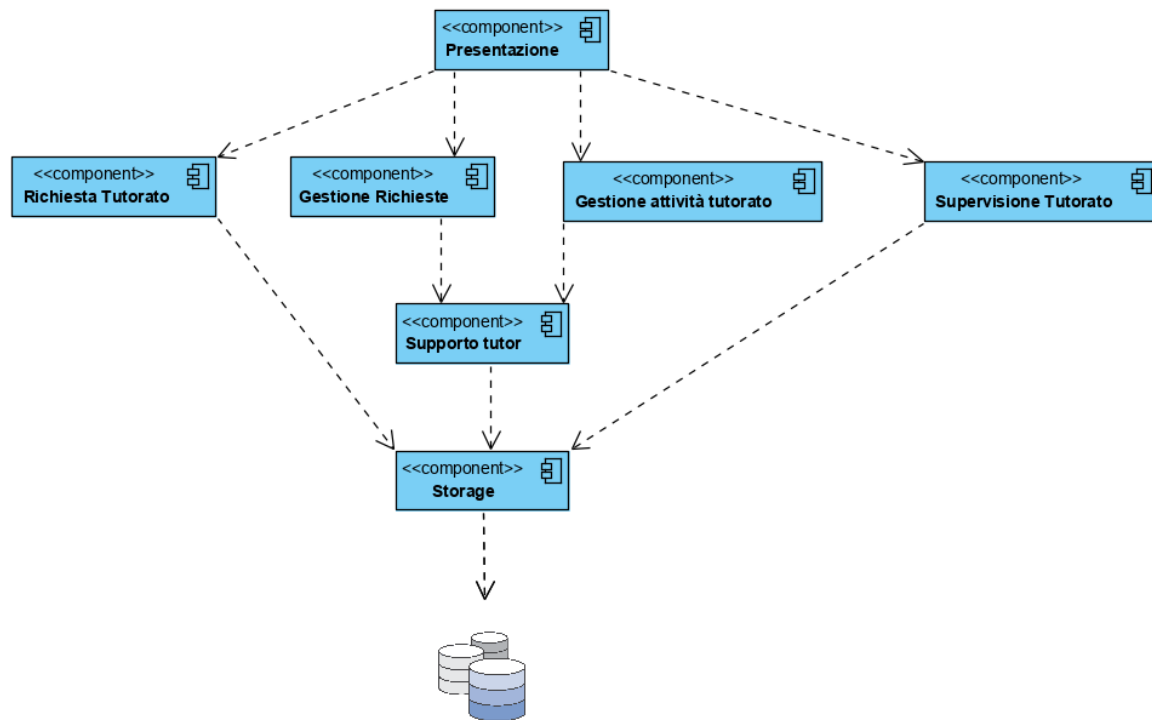 <<component>>
Presentazione
<<component>>
Richiesta Tutorato
<<component>>
Gestione Richieste
<<component>>
Gestione attività tutorato
<<component>>
Supervisione Tutorato
<<component>>
Supporto tutor
<<component>>
Storage